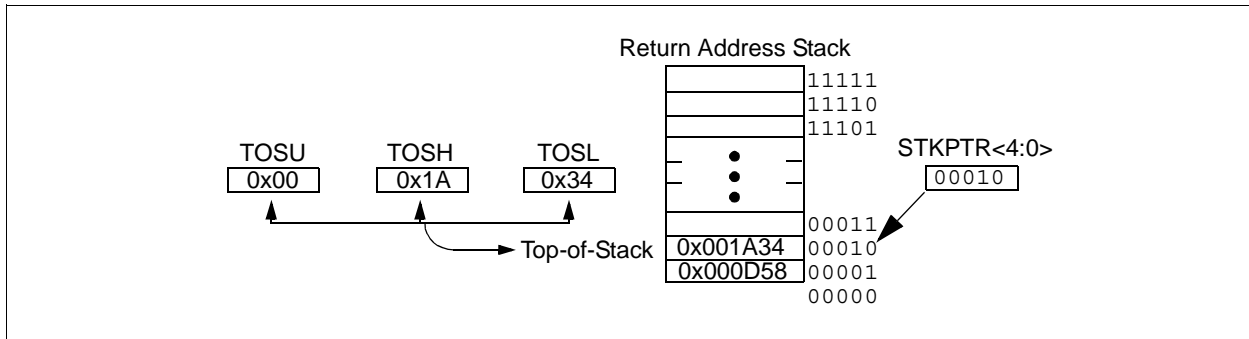 Return Address Stack
11111
11110
11101
TOSU TOSH TOSL STKPTR<4:0>
0x00 0x1A 0x34 00010
00011
Top-of-Stack 0x001A34 00010
0x000D58 00001
00000